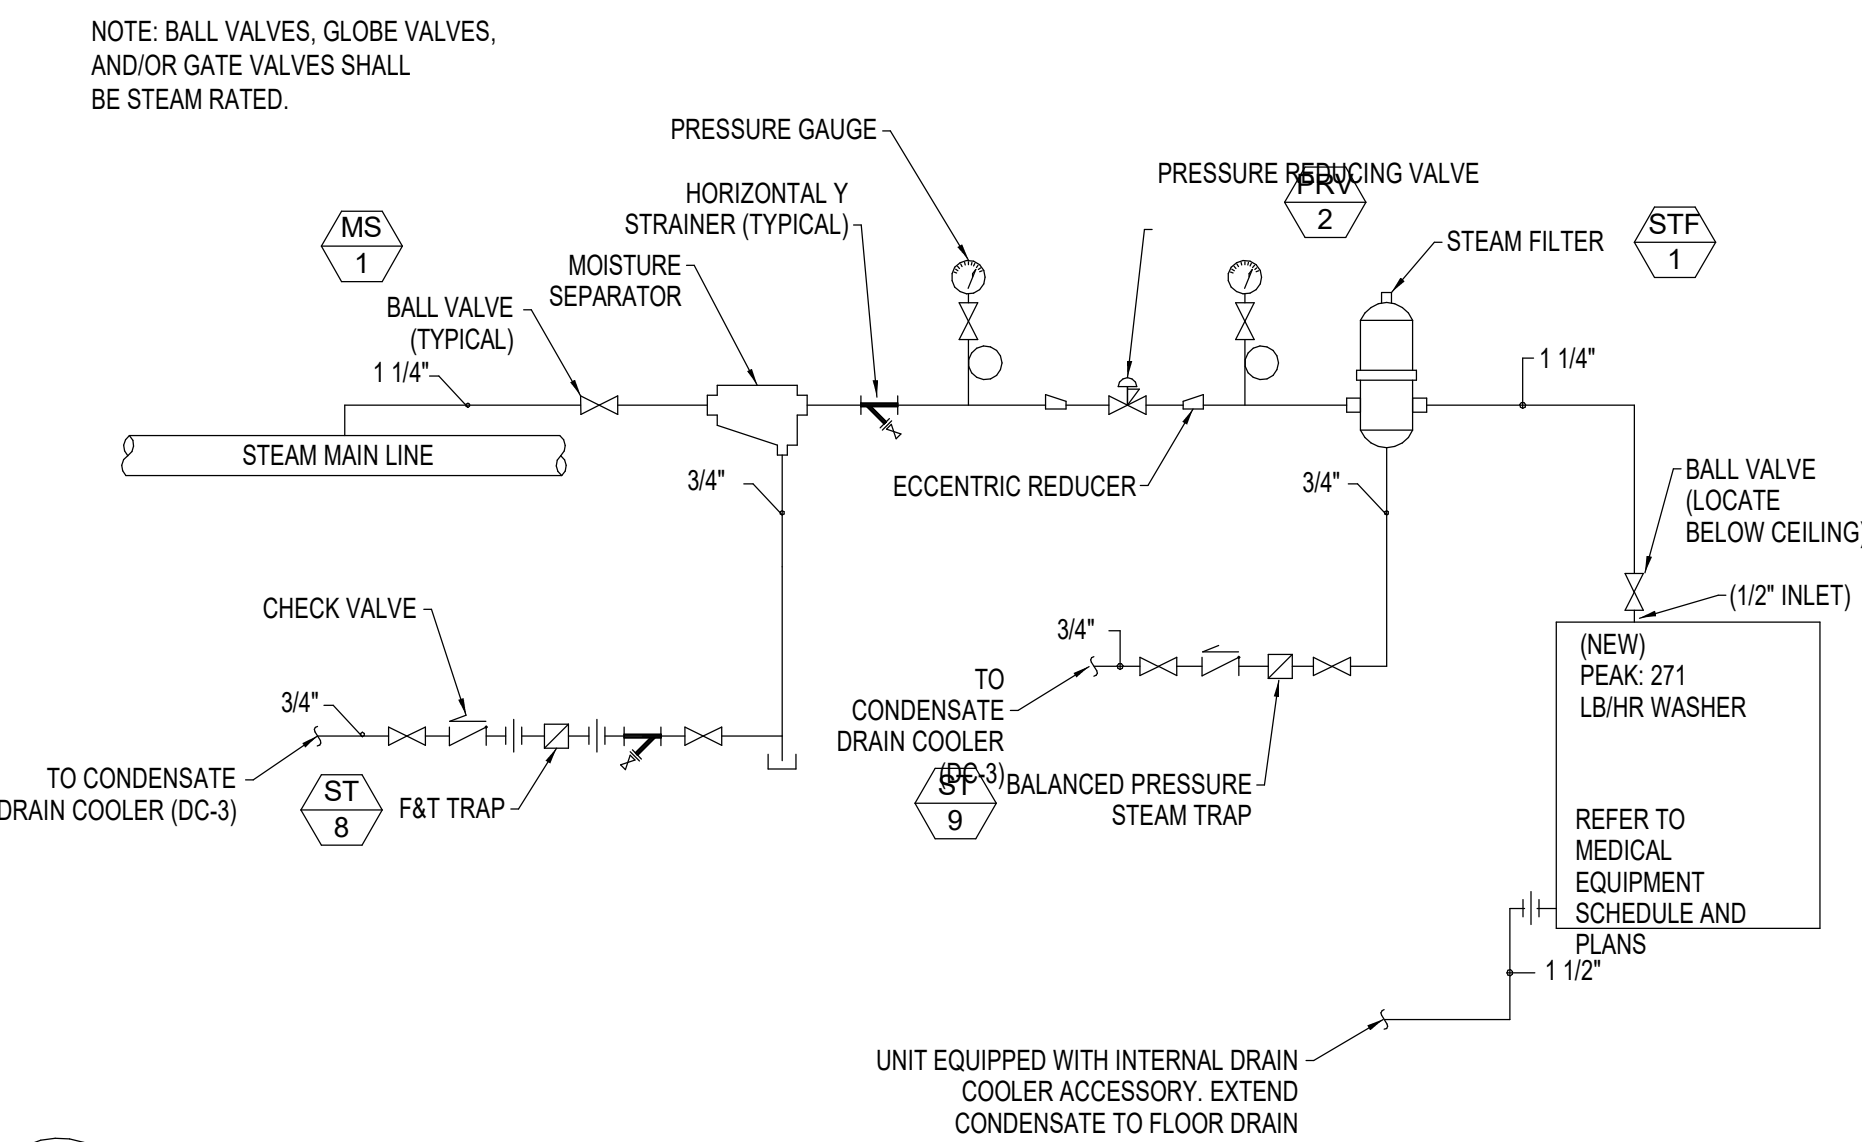 NOTE: BALL VALVES, GLOBE VALVES,
AND/OR GATE VALVES SHALL
BE STEAM RATED.
PRESSURE GAUGE
PRESSURE REDUCING VALVE
PRV
2
HORIZONTAL Y
STRAINER (TYPICAL)
MS
1
STF
1
STEAM FILTER
MOISTURE
SEPARATOR
BALL VALVE
(TYPICAL)
1 1/4"
1 1/4"
STEAM MAIN LINE
3/4"
ECCENTRIC REDUCER
3/4"
BALL VALVE
(LOCATE
BELOW CEILING)
(1/2" INLET)
CHECK VALVE
3/4"
(NEW)
PEAK: 271
LB/HR WASHER
TO
CONDENSATE
DRAIN COOLER
(DC-3)
3/4"
TO CONDENSATE
DRAIN COOLER (DC-3)
ST
8
F&T TRAP
ST
9
BALANCED PRESSURE
STEAM TRAP
REFER TO
MEDICAL
EQUIPMENT
SCHEDULE AND
PLANS
1 1/2"
UNIT EQUIPPED WITH INTERNAL DRAIN
COOLER ACCESSORY. EXTEND
CONDENSATE TO FLOOR DRAIN